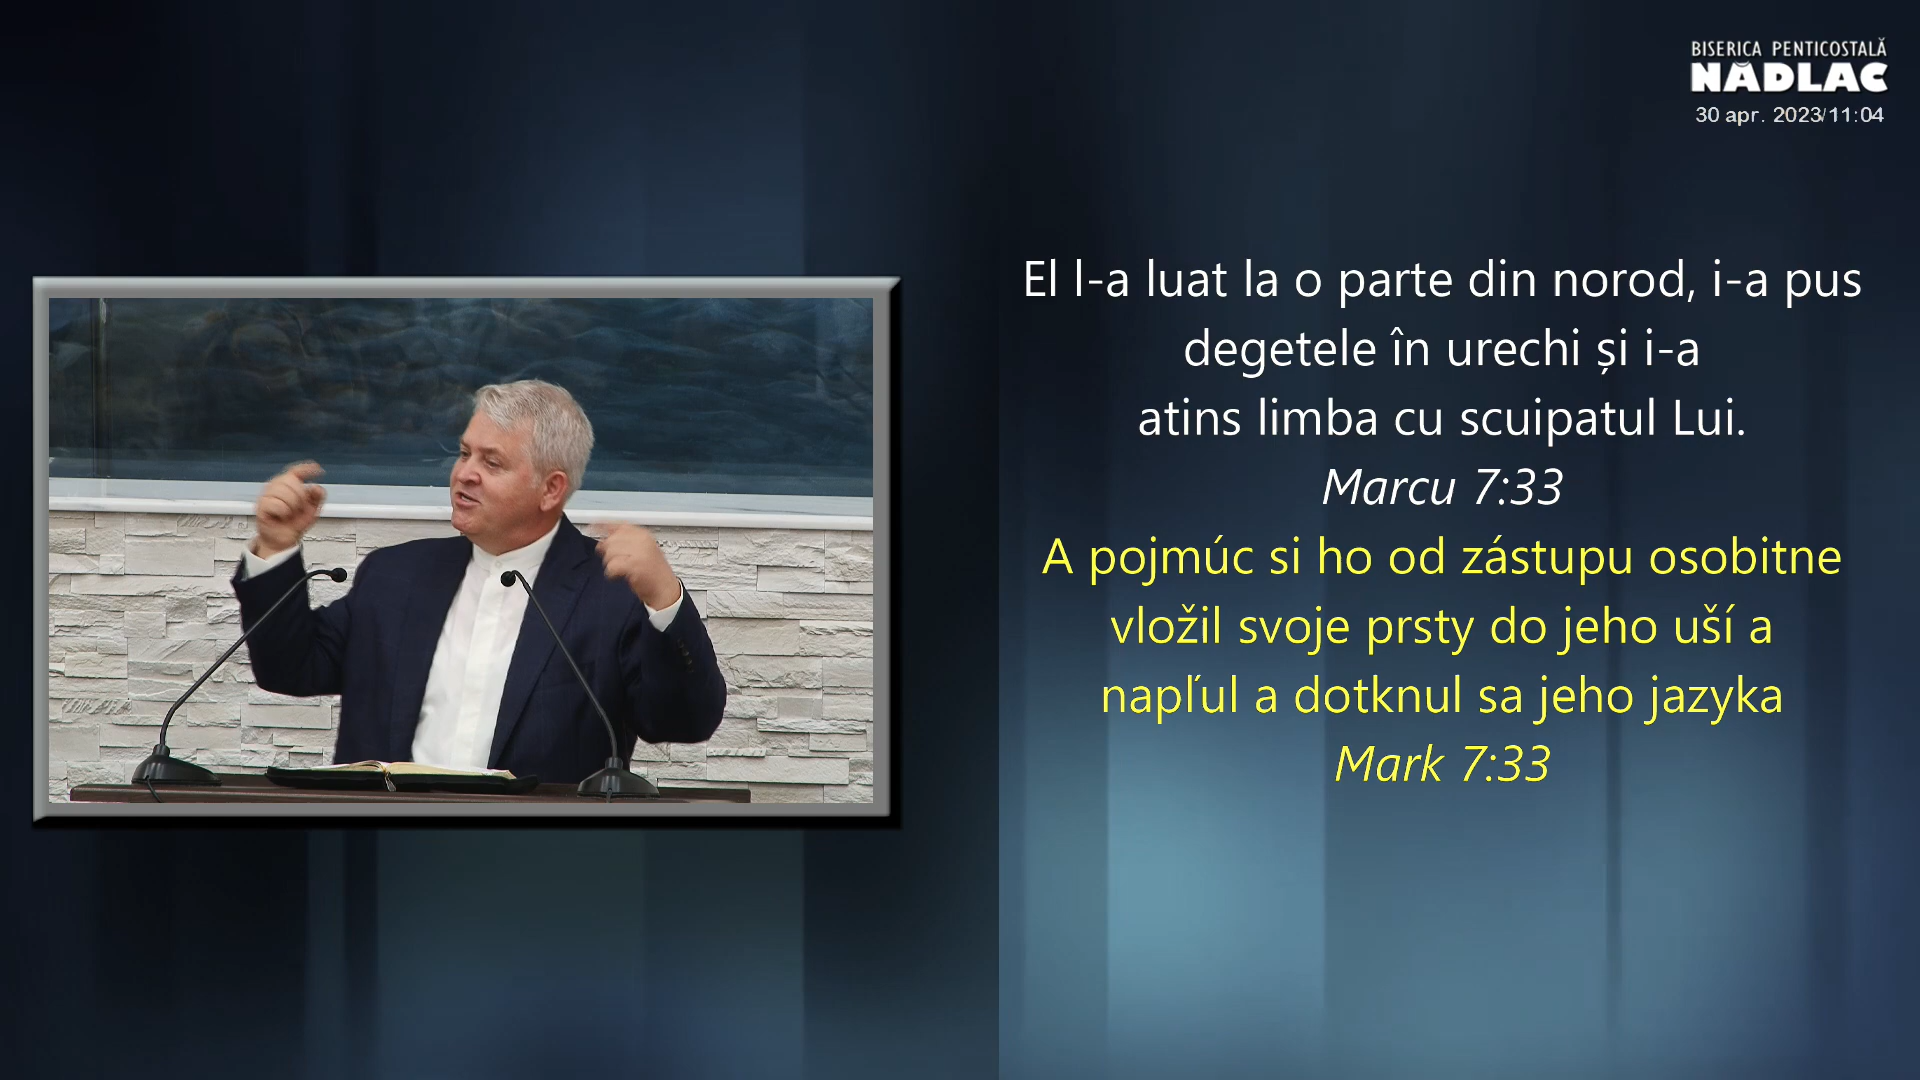 BISERICA PENTICOSTALĂ
NĂDLAC
30 apr. 2023/11:04
El l-a luat la o parte din norod, i-a pus
degetele în urechi și i-a
atins limba cu scuipatul Lui.
Marcu 7:33
A pojmúc si ho od zástupu osobitne
vložil svoje prsty do jeho uší a
napľul a dotknul sa jeho jazyka
Mark 7:33